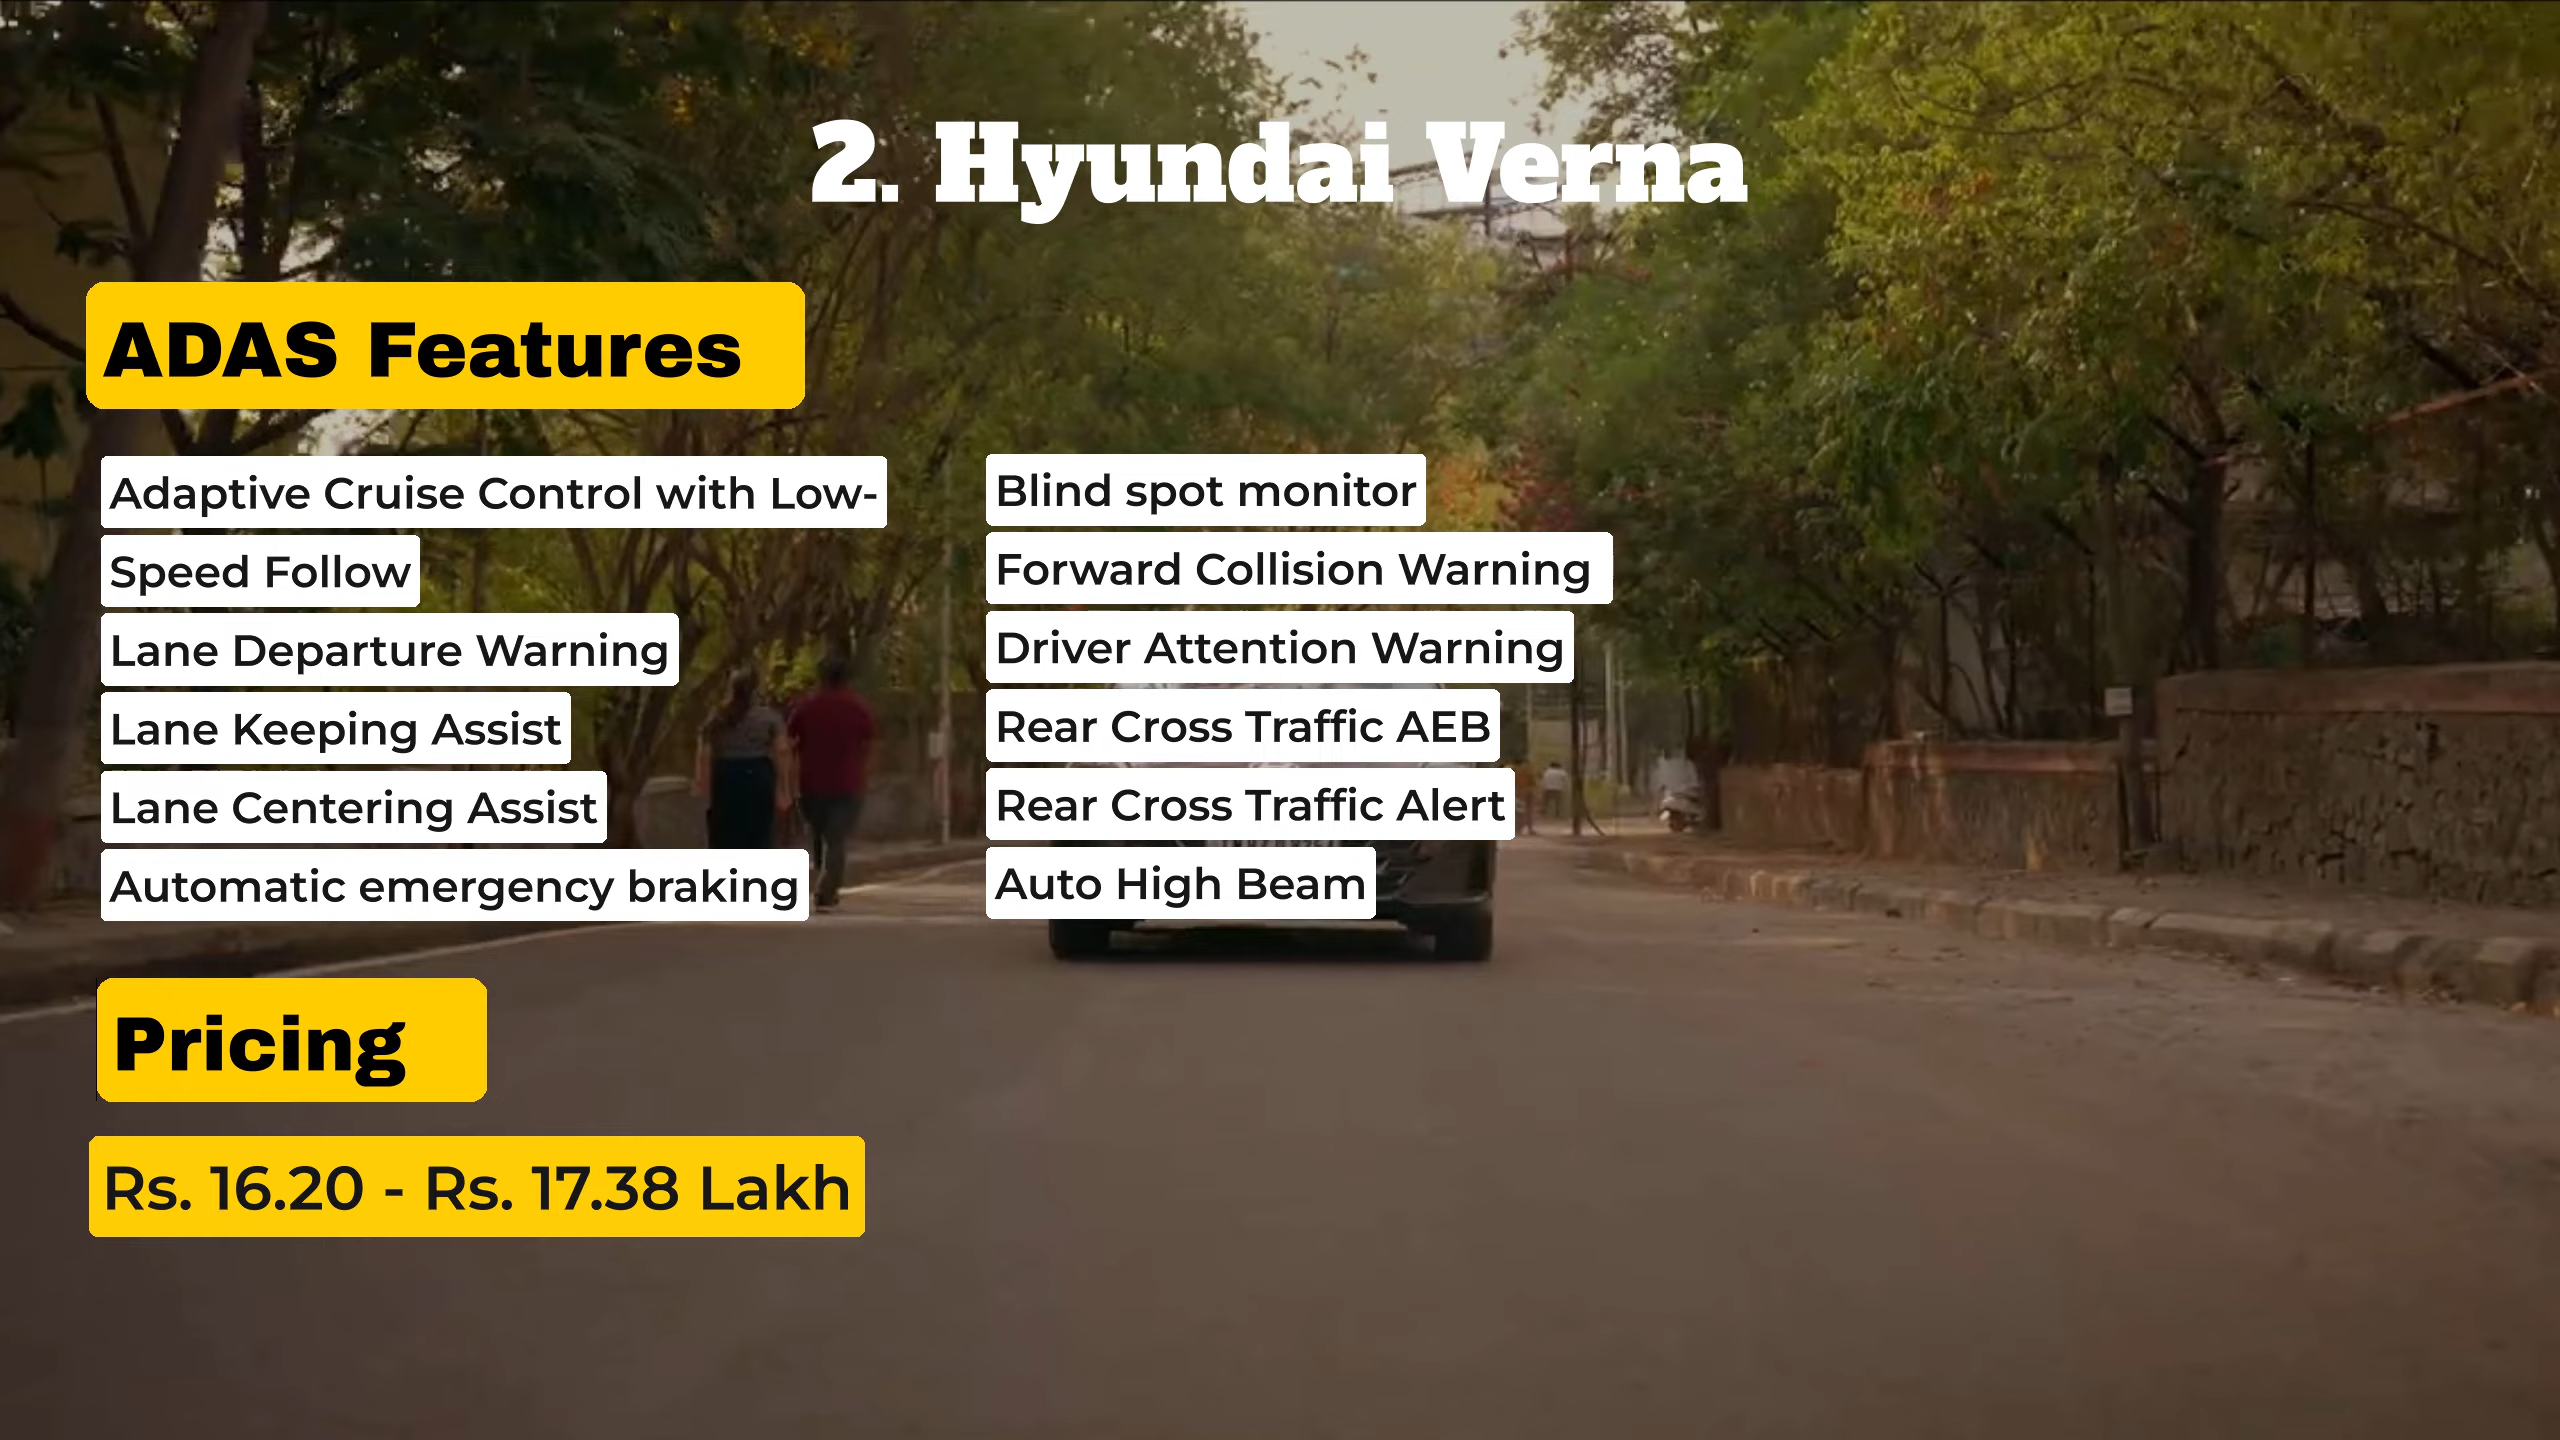 2. Hyundai Verna
ADAS Features
Adaptive Cruise Control with Low-
Speed Follow
Lane Departure Warning
Lane Keeping Assist
Lane Centering Assist
Automatic emergency braking
Blind spot monitor
Forward Collision Warning
Driver Attention Warning
Rear Cross Traffic AEB
Rear Cross Traffic Alert
Auto High Beam
Pricing
Rs. 16.20 - Rs. 17.38 Lakh